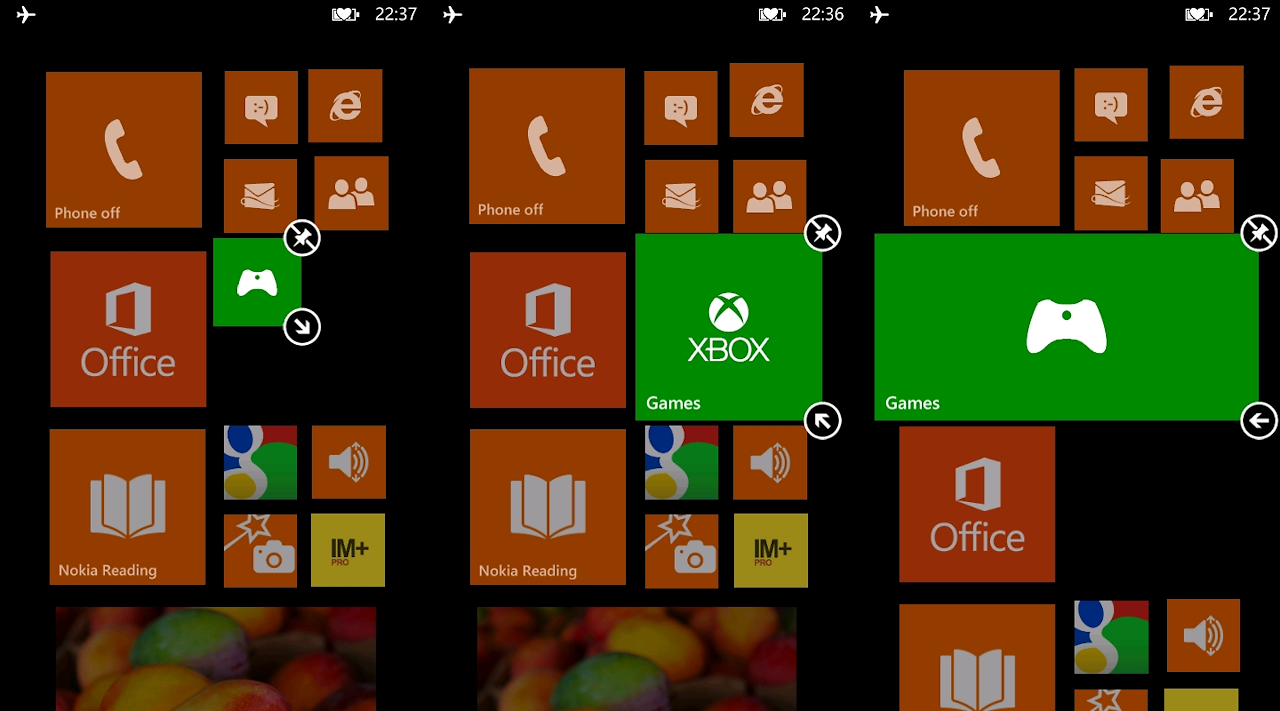 22:37
:-)
Phone off
Office
Nokia Reading
IM+
PRO
22:36
:-)
Phone off
Office
XBOX
Games
Nokia Reading
IM+
PRO
22:37
:-)
Phone off
Games
Office